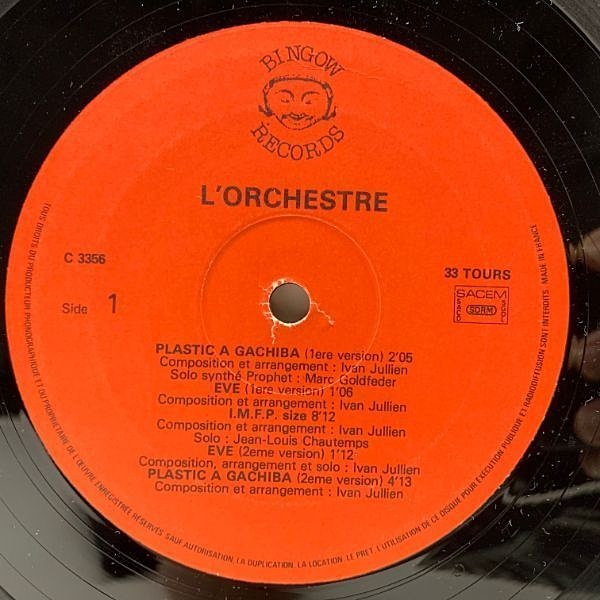 BINGOW
RECORDS
L'ORCHESTRE
C 3356
33 TOURS
Side 1
SACEM
SACD
SDRM
SGDL
PLASTIC A GACHIBA (1ere version) 2'05
Composition et arrangement : Ivan Jullien
Solo synthé Prophet : Marc Goldfeder
EVE (1ere version) 1'06
Composition et arrangement : Ivan Jullien
I.M.F.P. size 8'12
Composition et arrangement : Ivan Jullien
Solo : Jean-Louis Chautemps
EVE (2eme version) 1'12
Composition, arrangement et solo : Ivan Jullien
PLASTIC A GACHIBA (2eme version) 4'13
Composition et arrangement : Ivan Jullien
TOUS DROITS DU PRODUCTEUR PHONOGRAPHIQUE ET DU PROPRIETAIRE DE L'ŒUVRE ENREGISTRÉE RÉSERVÉS. SAUF AUTORISATION, LA DUPLICATION, LA LOCATION, LE PRET, L'UTILISATION DE CE DISQUE POUR EXECUTION PUBLIQUE ET RADIODIFFUSION SONT INTERDITS. MADE IN FRANCE